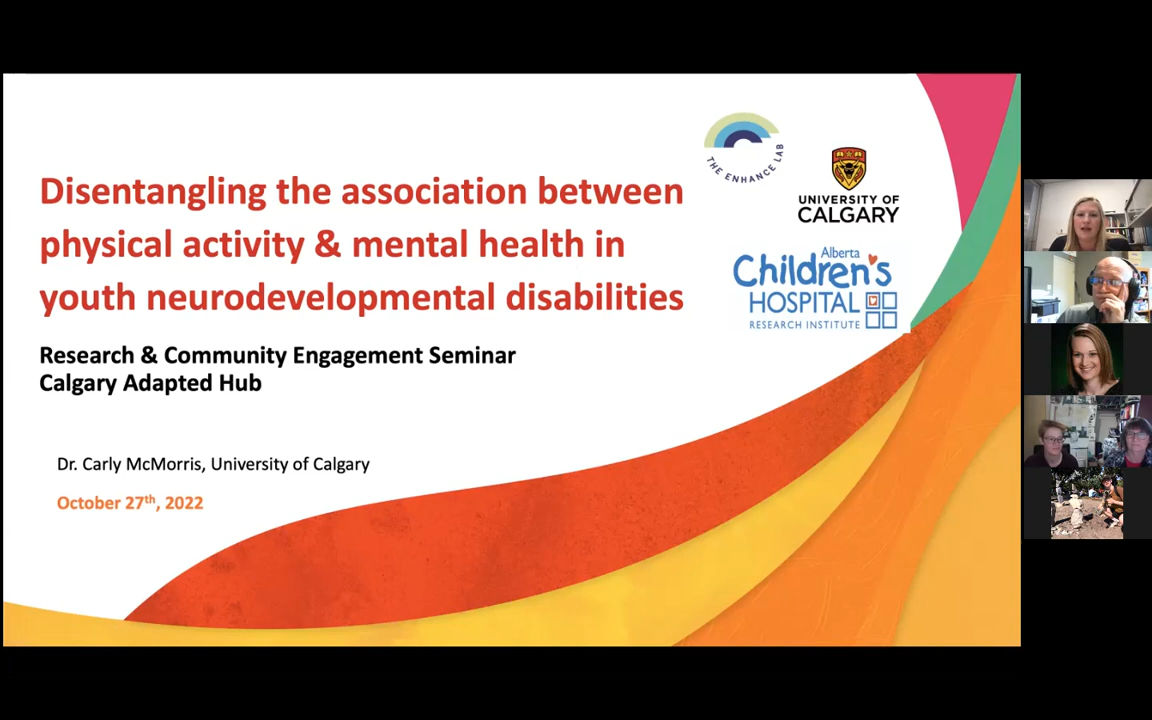 Disentangling the association between
physical activity & mental health in
youth neurodevelopmental disabilities
Research & Community Engagement Seminar
Calgary Adapted Hub
Dr. Carly McMorris, University of Calgary
October 27th, 2022
THE ENHANCE LAB
UNIVERSITY OF
CALGARY
Alberta
Children's
HOSPITAL
RESEARCH INSTITUTE